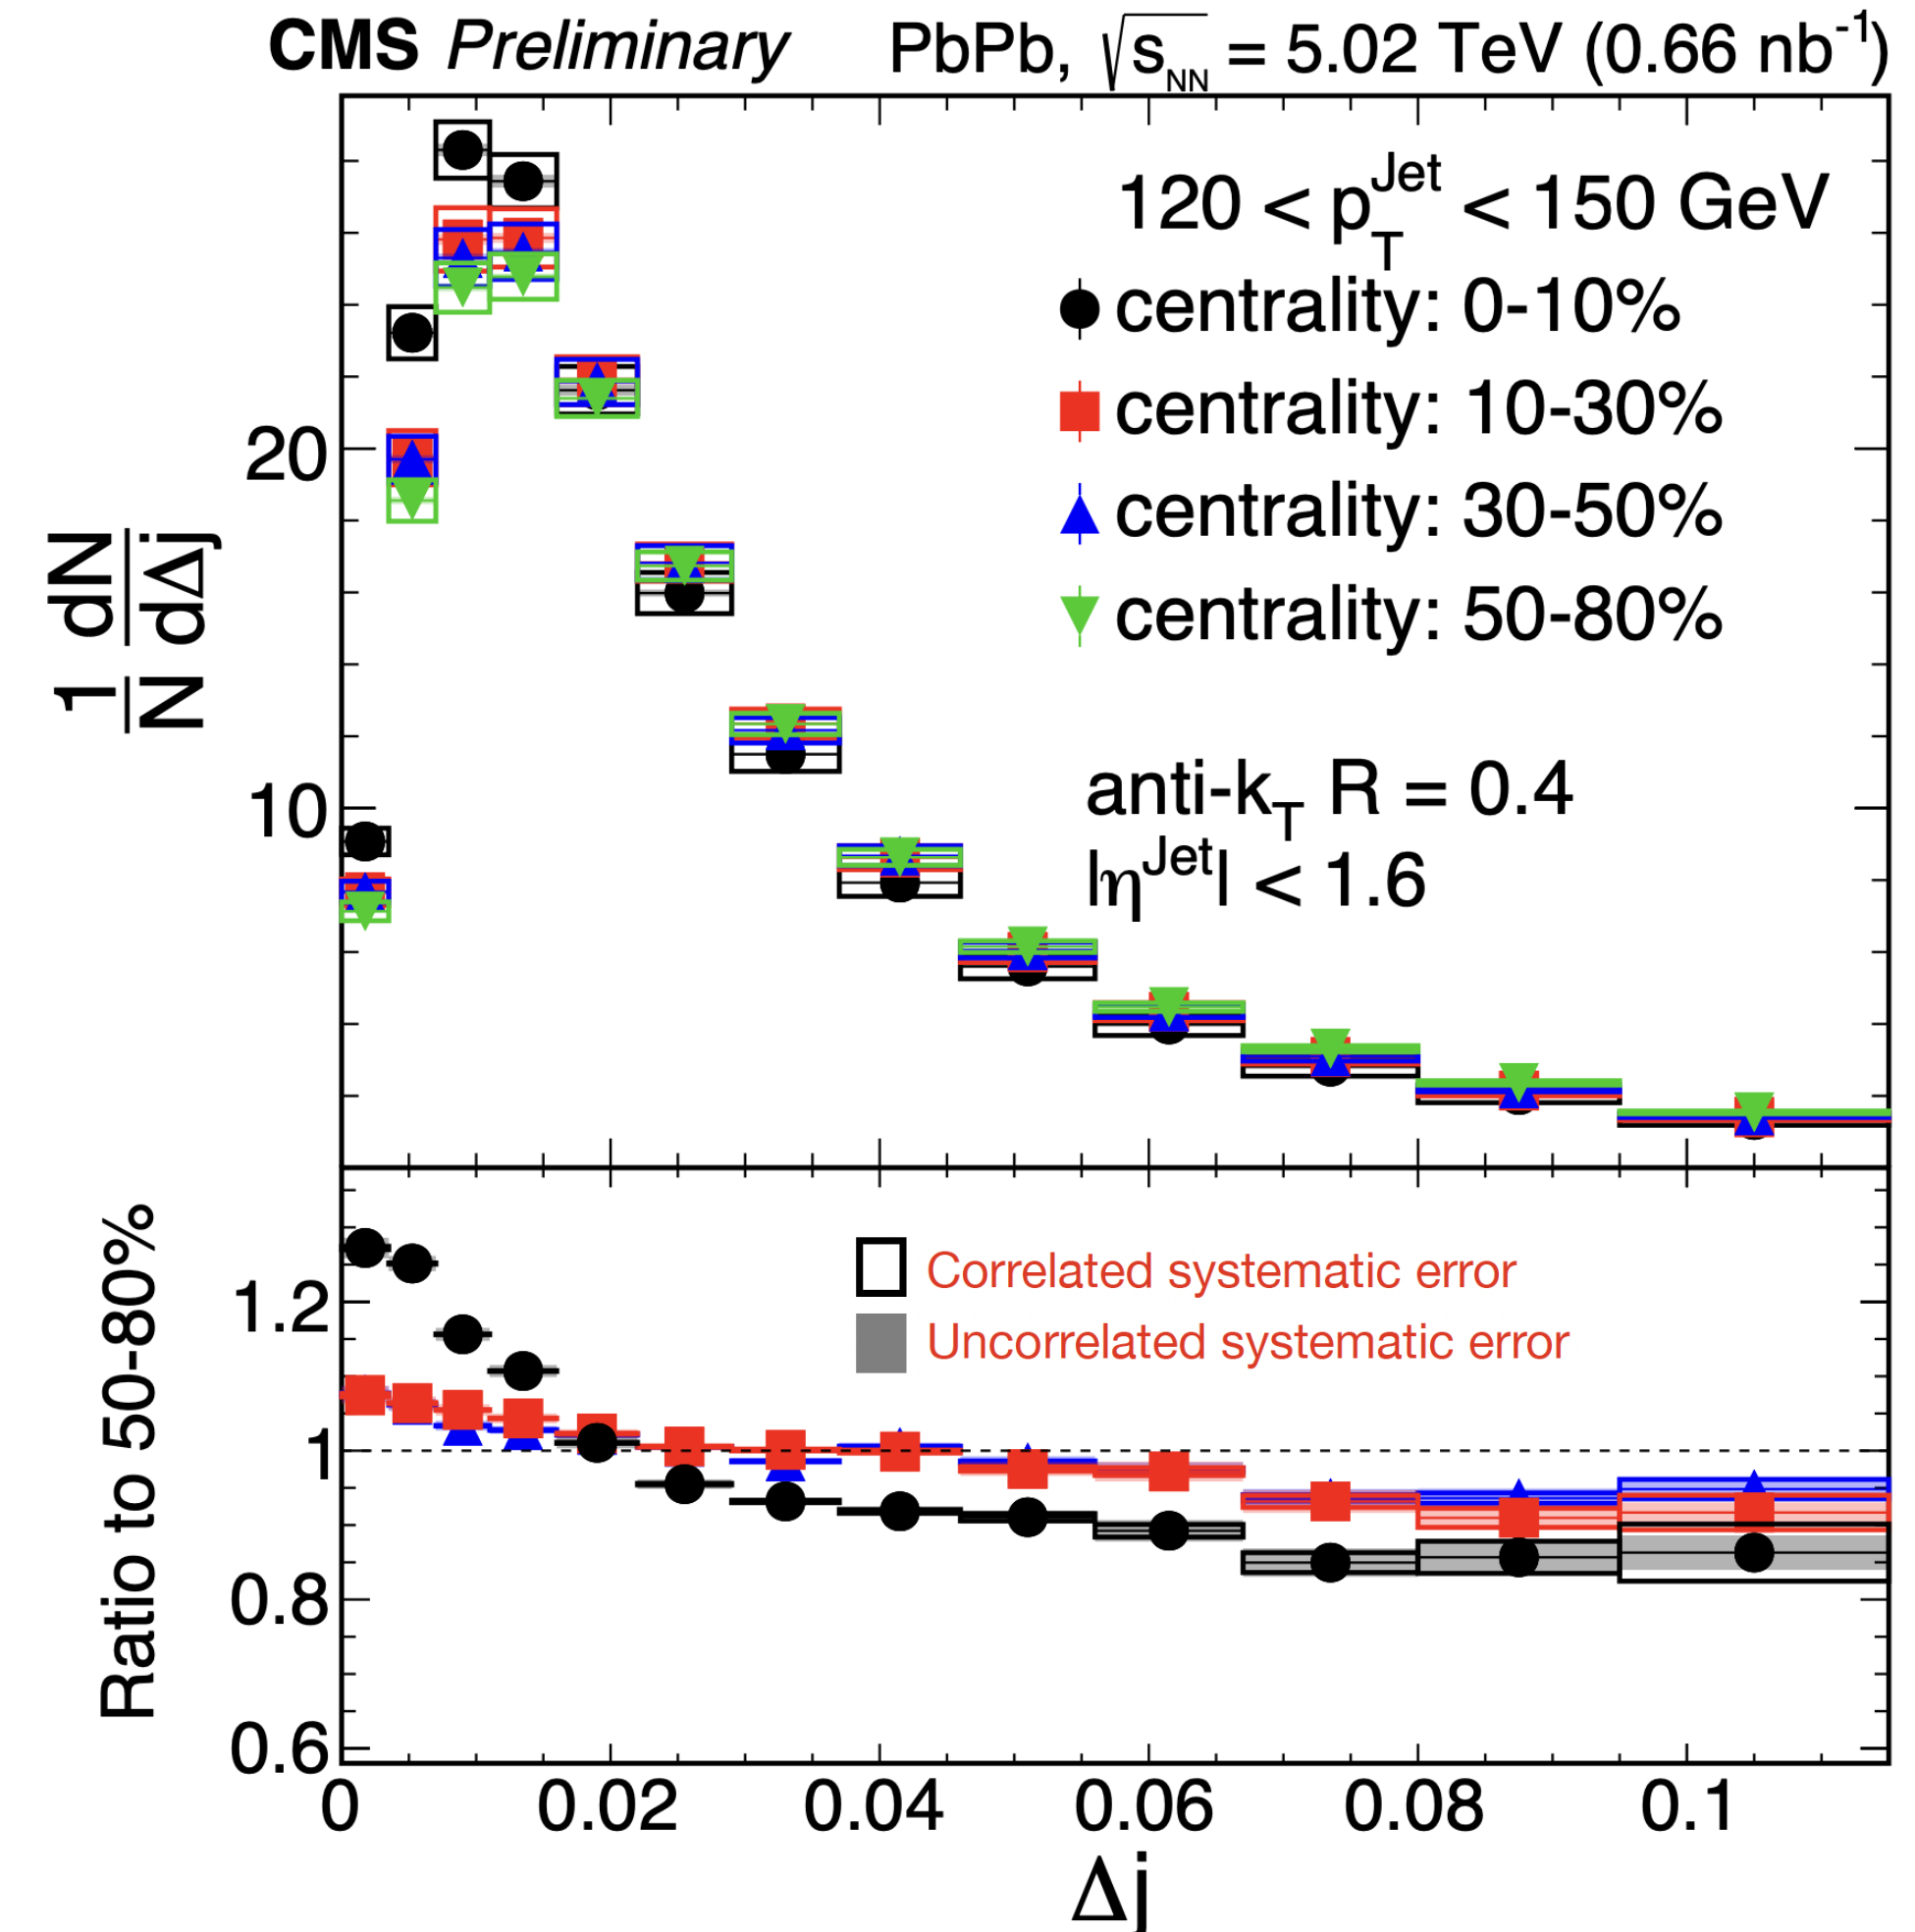 CMS Preliminary PbPb, √s_NN = 5.02 TeV (0.66 nb⁻¹)
120 < p_T^Jet < 150 GeV
centrality: 0-10%
centrality: 10-30%
centrality: 30-50%
centrality: 50-80%
anti-k_T R = 0.4
|η^Jet| < 1.6
1/N dN/dΔj
20
10
Correlated systematic error
Uncorrelated systematic error
Ratio to 50-80%
1.2
1
0.8
0.6
0 0.02 0.04 0.06 0.08 0.1
Δj